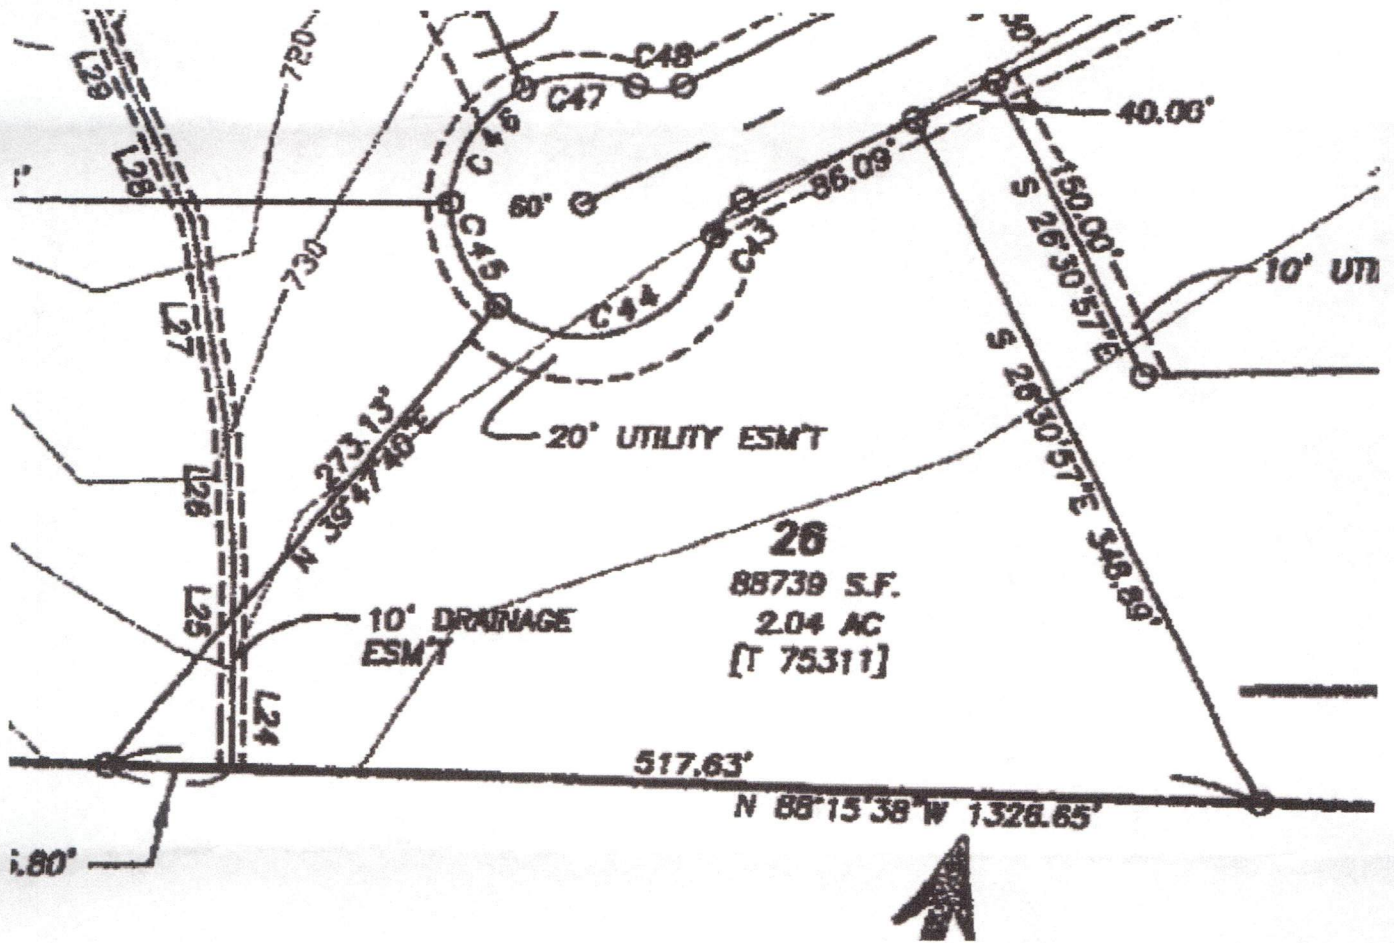 L29
720
C48
C47
C46
40.00'
L28
86.09'
60'
C45
C43
150.00'
S 26°30'57"E
10' UTI
730
C44
L27
273.13'
N 39°47'40"E
20' UTILITY ESM'T
S 26°30'57"E 348.89'
L26
26
88739 S.F.
2.04 AC
[T 75311]
L25
10' DRAINAGE
ESM'T
L24
517.63'
N 88°15'38"W 1326.65'
.80'